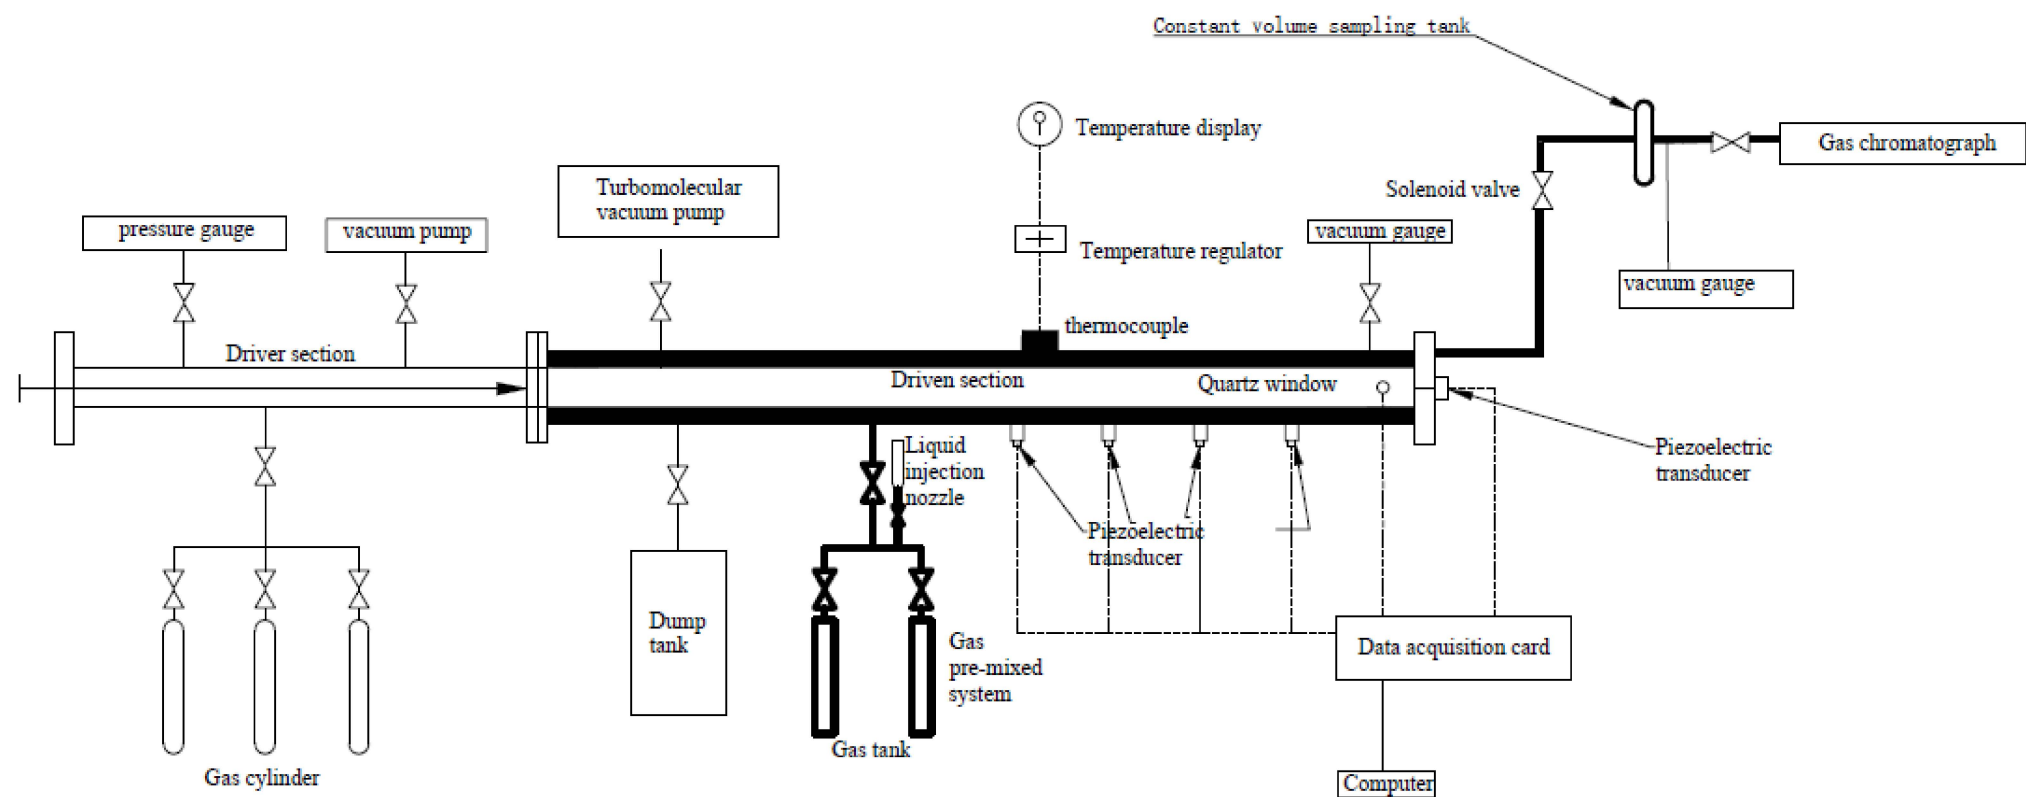 Constant volume sampling tank
Temperature display
Gas chromatograph
Turbomolecular
vacuum pump
Solenoid valve
pressure gauge
vacuum pump
Temperature regulator
vacuum gauge
vacuum gauge
thermocouple
Driver section
Driven section
Quartz window
Liquid
injection
nozzle
Piezoelectric
transducer
Piezoelectric
transducer
Dump
tank
Gas
pre-mixed
system
Data acquisition card
Gas tank
Gas cylinder
Computer